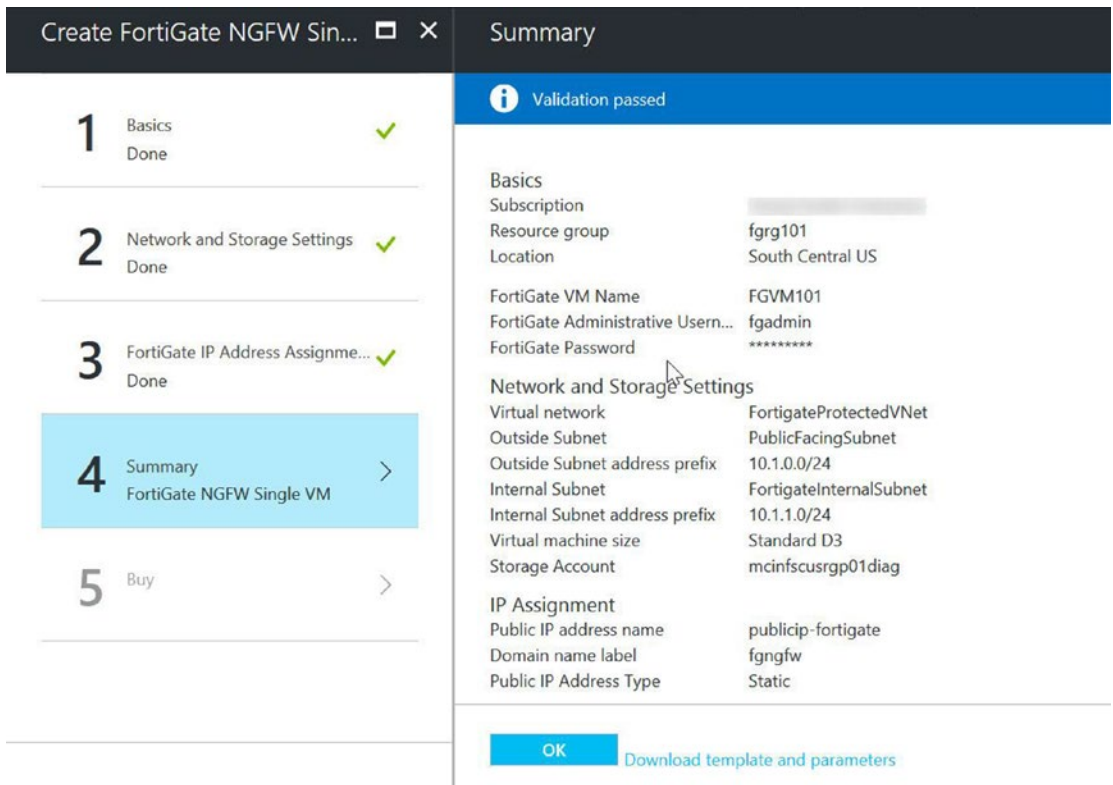 Create FortiGate NGFW Sin...
1
Basics
Done
2
Network and Storage Settings
Done
3
FortiGate IP Address Assignme...
Done
4
Summary
FortiGate NGFW Single VM
5
Buy
Summary
Validation passed
Basics
Subscription
Resource group fgrg101
Location South Central US
FortiGate VM Name FGVM101
FortiGate Administrative Usern... fgadmin
FortiGate Password *********
Network and Storage Settings
Virtual network FortigateProtectedVNet
Outside Subnet PublicFacingSubnet
Outside Subnet address prefix 10.1.0.0/24
Internal Subnet FortigateInternalSubnet
Internal Subnet address prefix 10.1.1.0/24
Virtual machine size Standard D3
Storage Account mcinfscusrgp01diag
IP Assignment
Public IP address name publicip-fortigate
Domain name label fgngfw
Public IP Address Type Static
OK
Download template and parameters